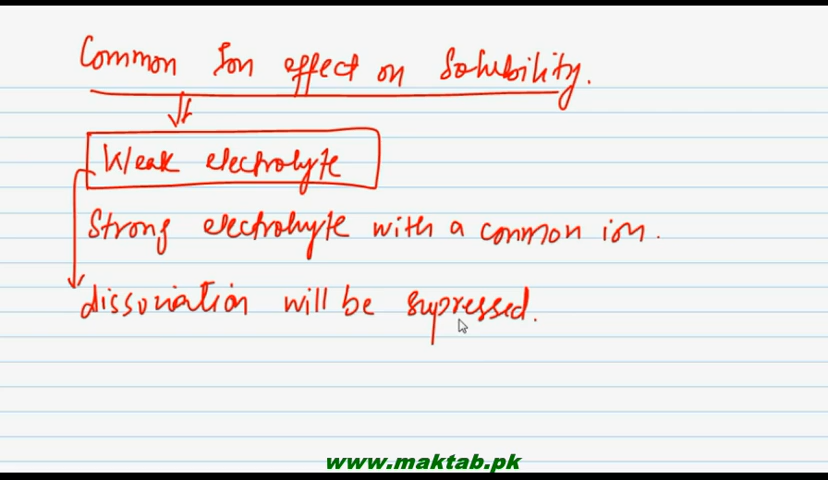 Common Ion effect on Solubility.
Weak electrolyte
Strong electrolyte with a common ion.
dissociation will be supressed.
www.maktab.pk